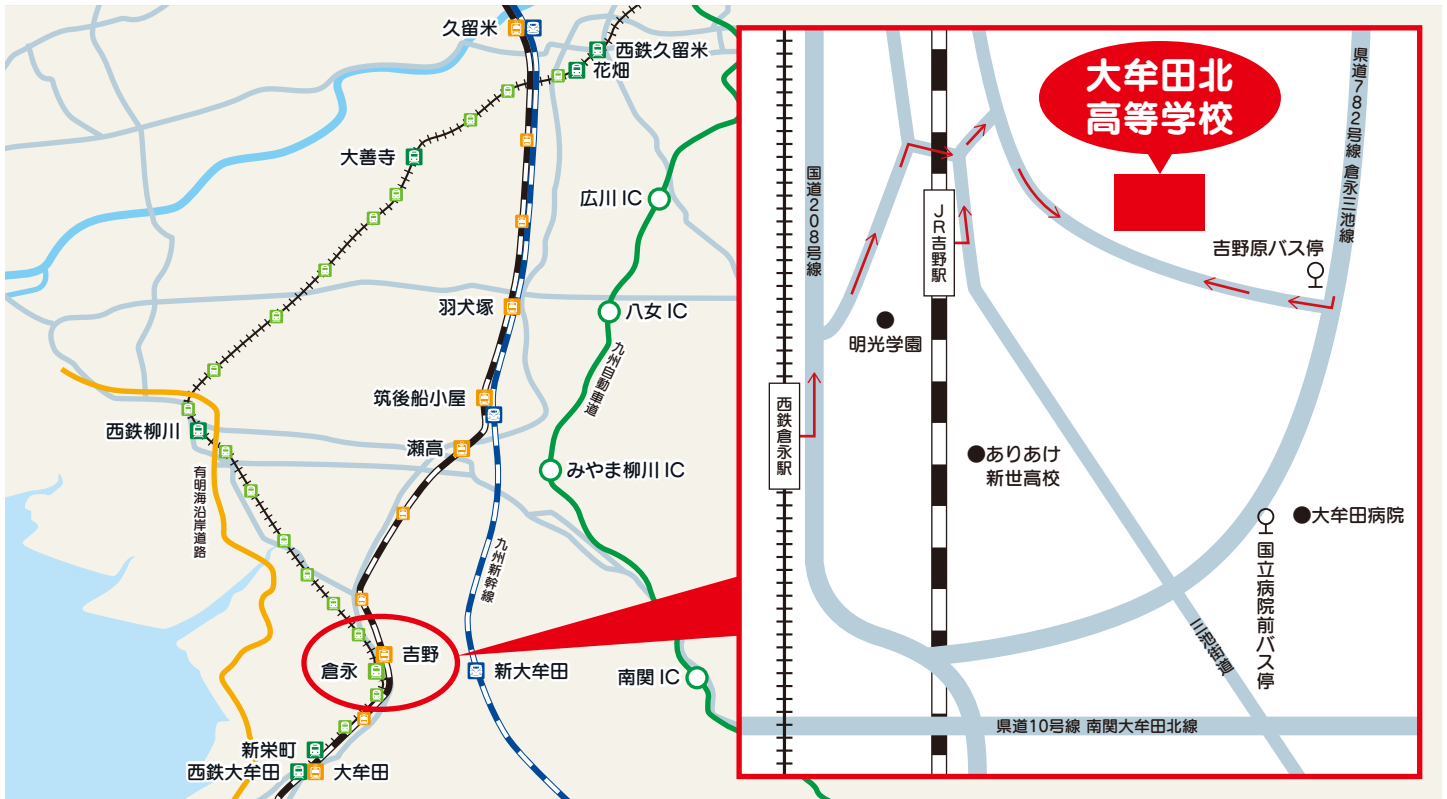 久留米
西鉄久留米
花畑
大善寺
広川 IC
羽犬塚
八女 IC
九州自動車道
筑後船小屋
西鉄柳川
瀬高
みやま柳川 IC
有明海沿岸道路
九州新幹線
吉野
倉永
新大牟田
南関 IC
新栄町
西鉄大牟田
大牟田
大牟田北
高等学校
県道782号線 倉永三池線
国道208号線
JR吉野駅
吉野原バス停
明光学園
西鉄倉永駅
ありあけ
新世高校
大牟田病院
国立病院前バス停
三池街道
県道10号線 南関大牟田北線